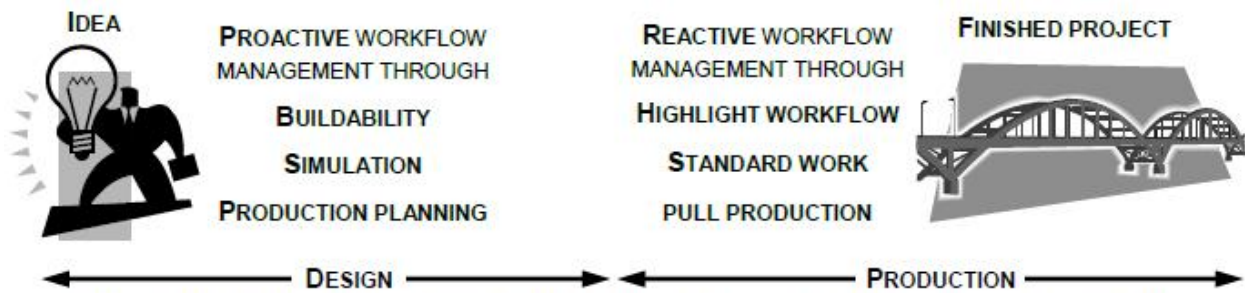 IDEA
PROACTIVE WORKFLOW
MANAGEMENT THROUGH
BUILDABILITY
SIMULATION
PRODUCTION PLANNING
REACTIVE WORKFLOW
MANAGEMENT THROUGH
HIGHLIGHT WORKFLOW
STANDARD WORK
PULL PRODUCTION
FINISHED PROJECT
DESIGN
PRODUCTION